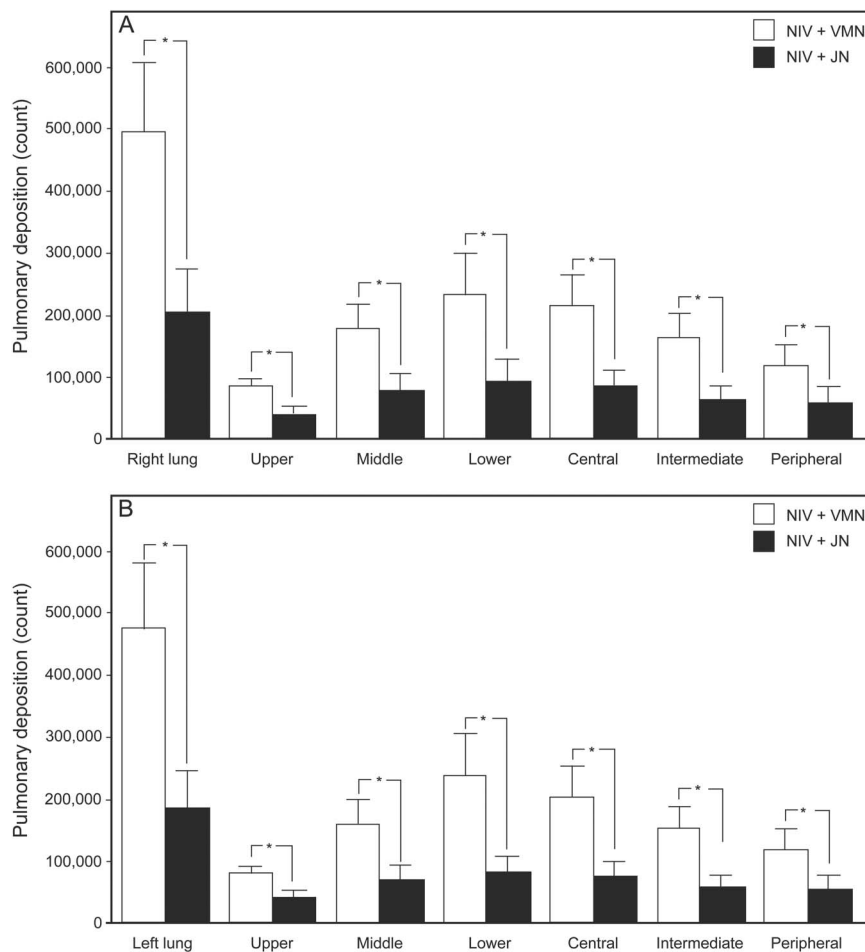 A
NIV + VMN
NIV + JN
Pulmonary deposition (count)
600,000
500,000
400,000
300,000
200,000
100,000
0
* * * * * * *
Right lung Upper Middle Lower Central Intermediate Peripheral
B
NIV + VMN
NIV + JN
Pulmonary deposition (count)
600,000
500,000
400,000
300,000
200,000
100,000
0
* * * * * * *
Left lung Upper Middle Lower Central Intermediate Peripheral